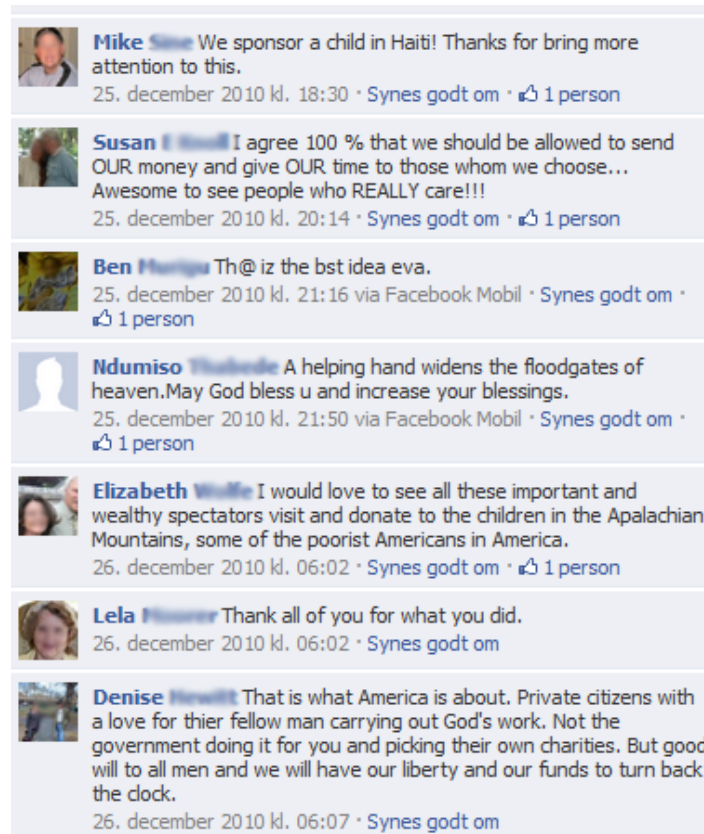 Mike We sponsor a child in Haiti! Thanks for bring more
attention to this.
25. december 2010 kl. 18:30 · Synes godt om · 1 person
Susan I agree 100 % that we should be allowed to send
OUR money and give OUR time to those whom we choose...
Awesome to see people who REALLY care!!!
25. december 2010 kl. 20:14 · Synes godt om · 1 person
Ben Th@ iz the bst idea eva.
25. december 2010 kl. 21:16 via Facebook Mobil · Synes godt om ·
1 person
Ndumiso A helping hand widens the floodgates of
heaven.May God bless u and increase your blessings.
25. december 2010 kl. 21:50 via Facebook Mobil · Synes godt om ·
1 person
Elizabeth I would love to see all these important and
wealthy spectators visit and donate to the children in the Apalachian
Mountains, some of the poorist Americans in America.
26. december 2010 kl. 06:02 · Synes godt om · 1 person
Lela Thank all of you for what you did.
26. december 2010 kl. 06:02 · Synes godt om
Denise That is what America is about. Private citizens with
a love for thier fellow man carrying out God's work. Not the
government doing it for you and picking their own charities. But good
will to all men and we will have our liberty and our funds to turn back
the clock.
26. december 2010 kl. 06:07 · Synes godt om